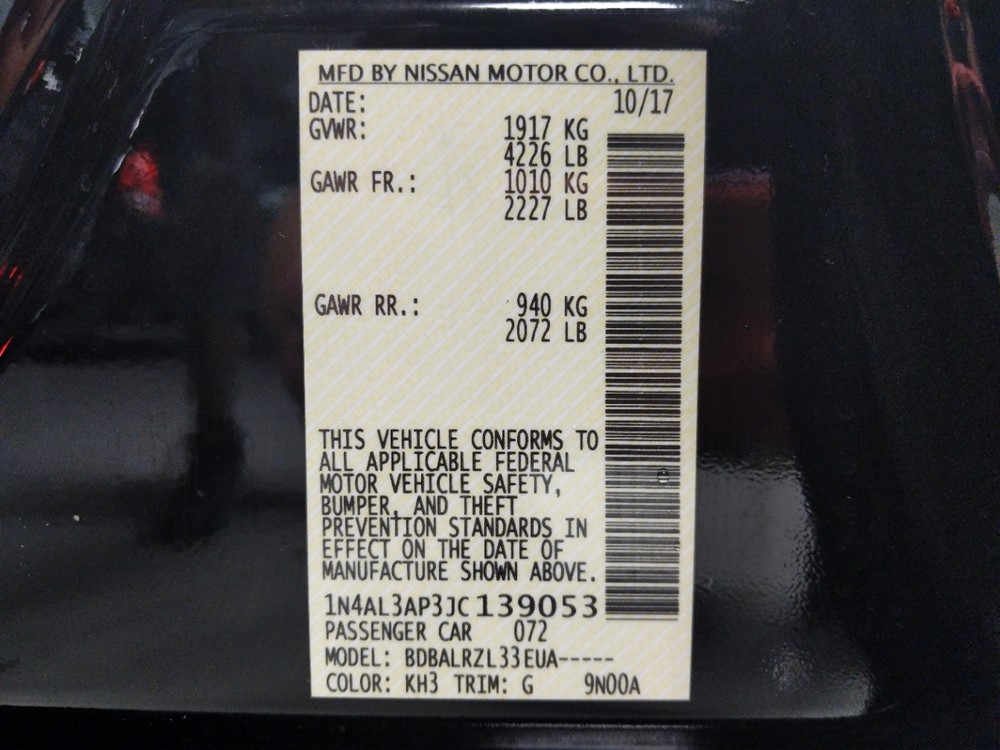 MFD BY NISSAN MOTOR CO., LTD.
DATE: 10/17
GVWR: 1917 KG
4226 LB
GAWR FR.: 1010 KG
2227 LB
GAWR RR.: 940 KG
2072 LB
THIS VEHICLE CONFORMS TO
ALL APPLICABLE FEDERAL
MOTOR VEHICLE SAFETY,
BUMPER, AND THEFT
PREVENTION STANDARDS IN
EFFECT ON THE DATE OF
MANUFACTURE SHOWN ABOVE.
1N4AL3AP3JC139053
PASSENGER CAR 072
MODEL: BDBALRZL33EUA-----
COLOR: KH3 TRIM: G 9N00A